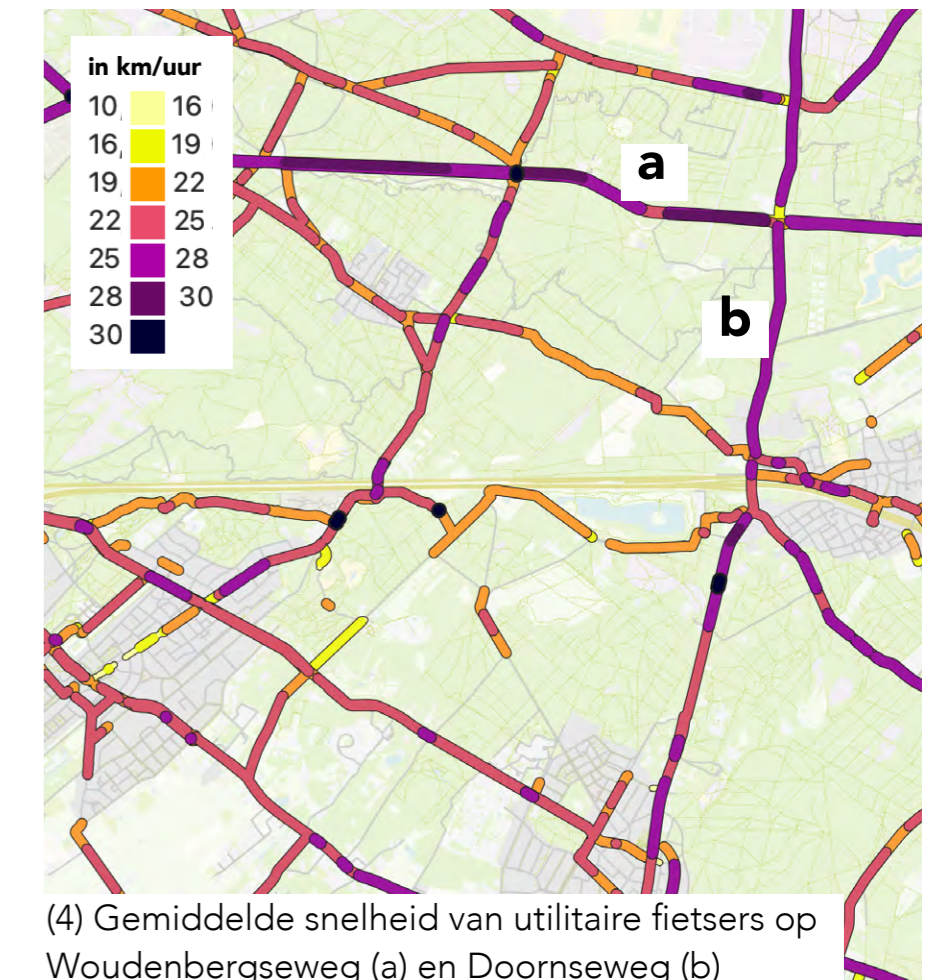 in km/uur
10, 16
16, 19
19, 22
22 25
25 28
28 30
30
a
b
(4) Gemiddelde snelheid van utilitaire fietsers op
Woudenbergseweg (a) en Doornseweg (b)